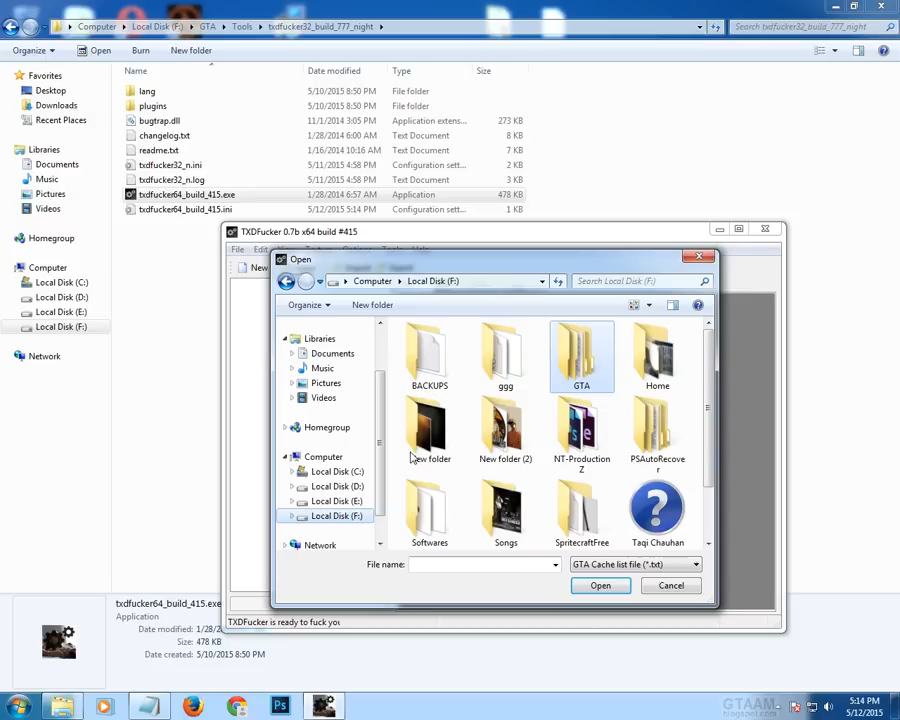 Computer ▸ Local Disk (F:) ▸ GTA ▸ Tools ▸ txdfucker32_build_777_night ▸
Search txdfucker32_build_777_night
Organize ▾ Open Burn New folder
Name Date modified Type Size
Favorites
Desktop
Downloads
Recent Places
Libraries
Documents
Music
Pictures
Videos
Homegroup
Computer
Local Disk (C:)
Local Disk (D:)
Local Disk (E:)
Local Disk (F:)
Network
lang 5/10/2015 8:50 PM File folder
plugins 5/10/2015 8:50 PM File folder
bugtrap.dll 11/1/2014 3:05 PM Application extens... 273 KB
changelog.txt 1/28/2014 6:00 AM Text Document 8 KB
readme.txt 1/16/2014 10:16 AM Text Document 7 KB
txdfucker32_n.ini 5/11/2015 4:58 PM Configuration sett... 2 KB
txdfucker32_n.log 5/11/2015 4:58 PM Text Document 3 KB
txdfucker64_build_415.exe 1/28/2014 6:57 AM Application 478 KB
txdfucker64_build_415.ini 5/12/2015 5:14 PM Configuration sett... 1 KB
TXDFucker 0.7b x64 build #415
File Edit
New
Open
Computer ▸ Local Disk (F:)
Search Local Disk (F:)
Organize ▾ New folder
Libraries
Documents
Music
Pictures
Videos
Homegroup
Computer
Local Disk (C:)
Local Disk (D:)
Local Disk (E:)
Local Disk (F:)
Network
BACKUPS ggg GTA Home
New folder New folder (2) NT-Production Z PSAutoRecover
Softwares Songs SpritecraftFree Taqi Chauhan
File name: GTA Cache list file (*.txt)
Open Cancel
TXDFucker is ready to fuck you
txdfucker64_build_415.exe
Application
Date modified: 1/28/2
Size: 478 KB
Date created: 5/10/2015 8:50 PM
GTAAM
blogspot.com
5:14 PM
5/12/2015